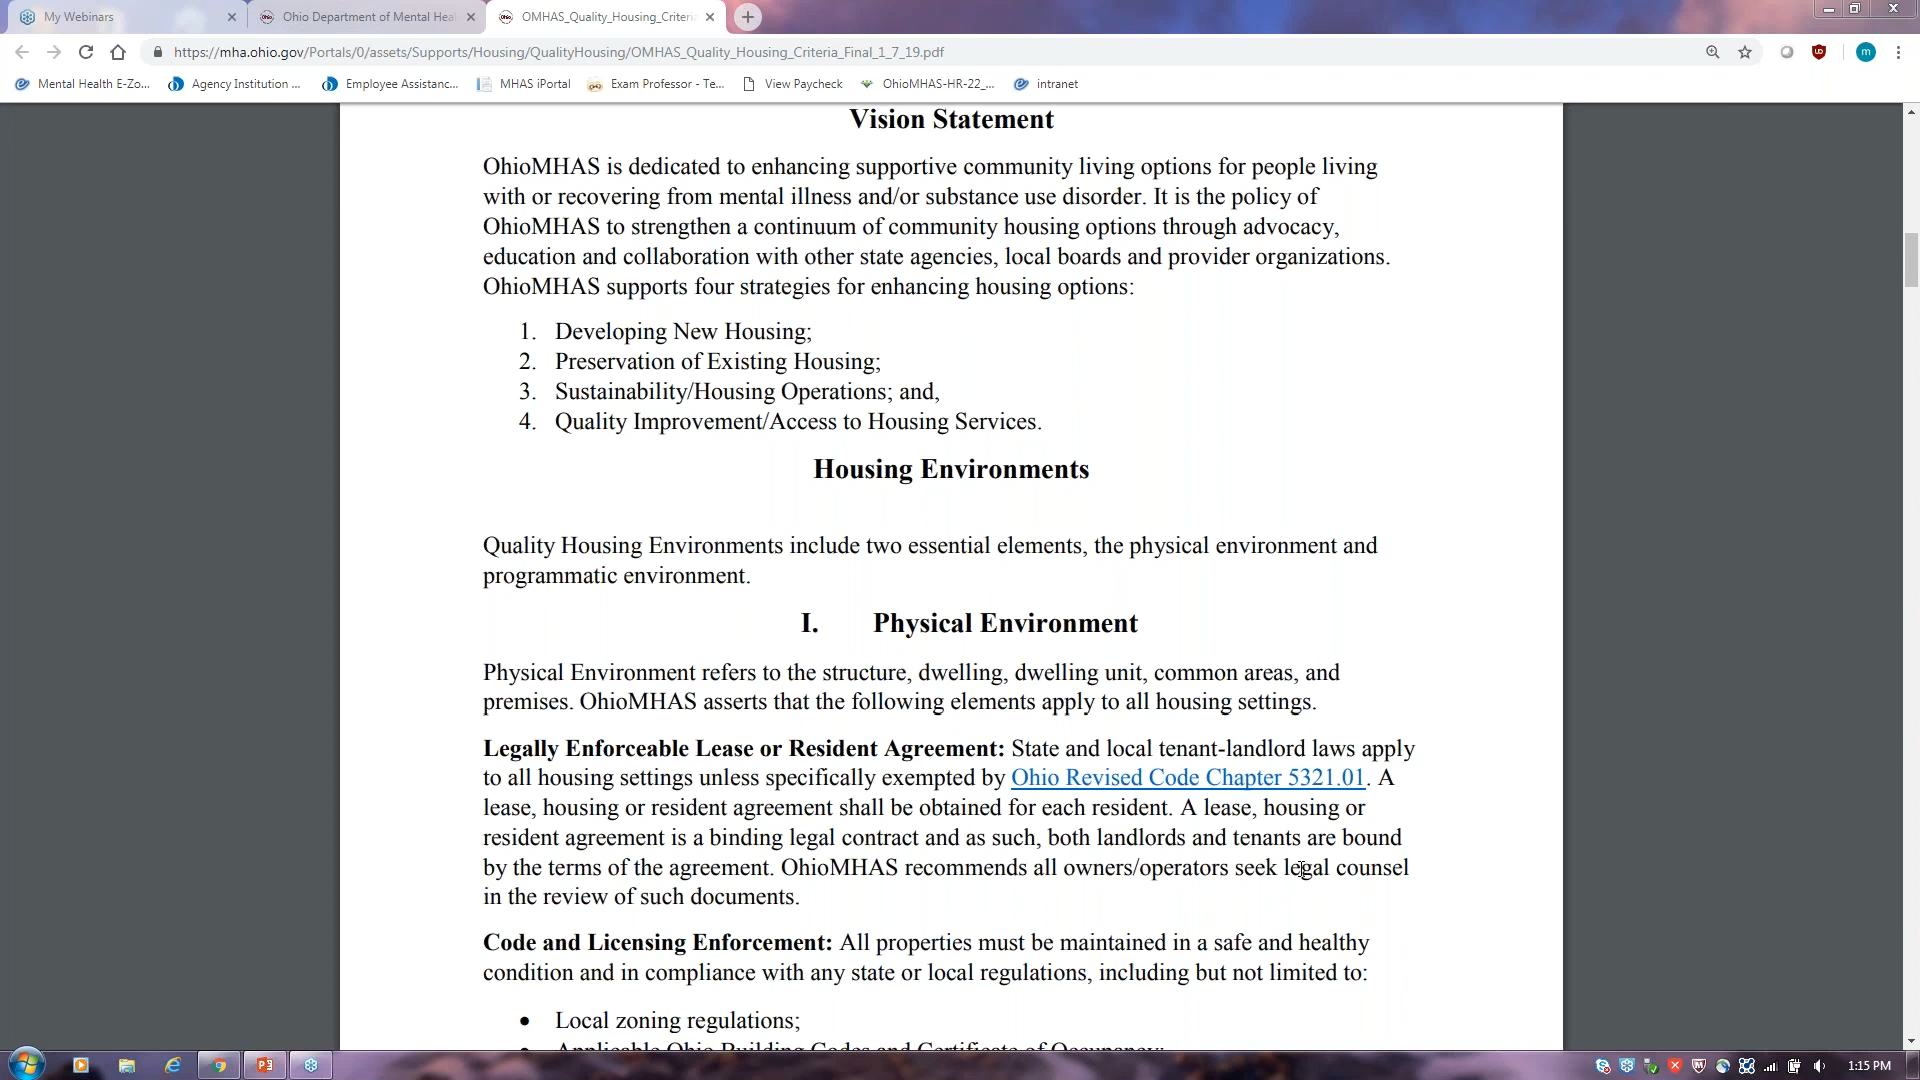 My Webinars
Ohio Department of Mental Heal
OMHAS_Quality_Housing_Criteria
https://mha.ohio.gov/Portals/0/assets/Supports/Housing/QualityHousing/OMHAS_Quality_Housing_Criteria_Final_1_7_19.pdf
m
Mental Health E-Zo...
Agency Institution ...
Employee Assistanc...
MHAS iPortal
Exam Professor - Te...
View Paycheck
OhioMHAS-HR-22_...
intranet
Vision Statement
OhioMHAS is dedicated to enhancing supportive community living options for people living
with or recovering from mental illness and/or substance use disorder. It is the policy of
OhioMHAS to strengthen a continuum of community housing options through advocacy,
education and collaboration with other state agencies, local boards and provider organizations.
OhioMHAS supports four strategies for enhancing housing options:
1. Developing New Housing;
2. Preservation of Existing Housing;
3. Sustainability/Housing Operations; and,
4. Quality Improvement/Access to Housing Services.
Housing Environments
Quality Housing Environments include two essential elements, the physical environment and
programmatic environment.
I. Physical Environment
Physical Environment refers to the structure, dwelling, dwelling unit, common areas, and
premises. OhioMHAS asserts that the following elements apply to all housing settings.
Legally Enforceable Lease or Resident Agreement: State and local tenant-landlord laws apply
to all housing settings unless specifically exempted by Ohio Revised Code Chapter 5321.01. A
lease, housing or resident agreement shall be obtained for each resident. A lease, housing or
resident agreement is a binding legal contract and as such, both landlords and tenants are bound
by the terms of the agreement. OhioMHAS recommends all owners/operators seek legal counsel
in the review of such documents.
Code and Licensing Enforcement: All properties must be maintained in a safe and healthy
condition and in compliance with any state or local regulations, including but not limited to:
• Local zoning regulations;
• Applicable Ohio Building Codes and Certificate of Occupancy;
1:15 PM